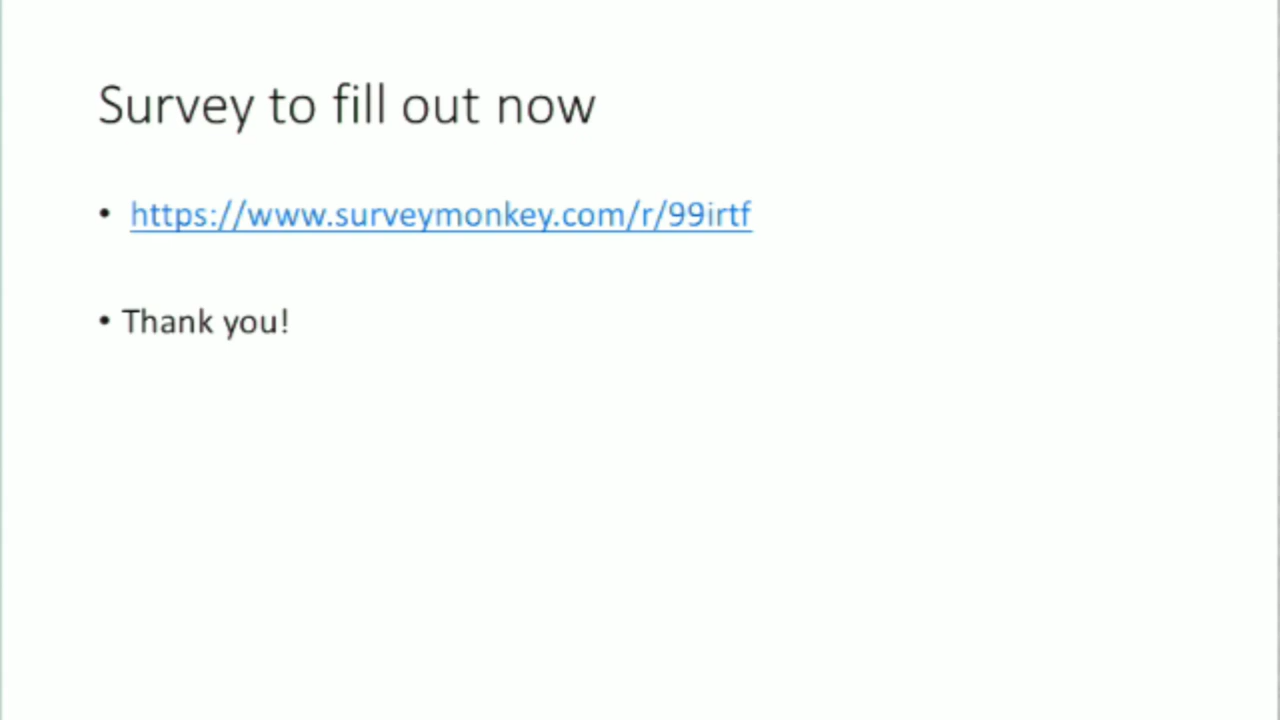 Survey to fill out now
• https://www.surveymonkey.com/r/99irtf
• Thank you!